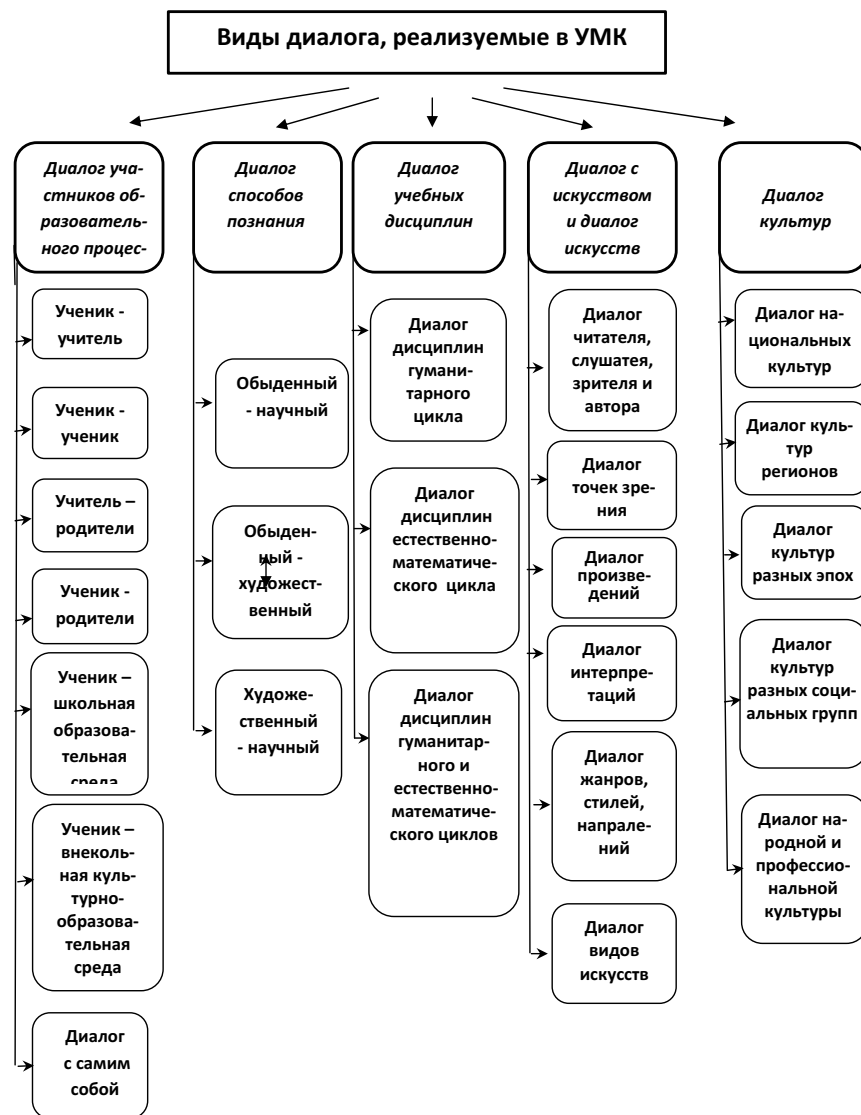 Виды диалога, реализуемые в УМК
Диалог уча-
стников об-
разователь-
ного процес-
Ученик -
учитель
Ученик -
ученик
Учитель –
родители
Ученик -
родители
Ученик –
школьная
образова-
тельная
среда
Ученик –
внекольная куль-
турно-
образова-
тельная
среда
Диалог
с самим
собой
Диалог
способов
познания
Обыденный
- научный
Обыден-
ный -
художест-
венный
Художе-
ственный
- научный
Диалог
учебных
дисциплин
Диалог
дисциплин
гумани-
тарного
цикла
Диалог
дисциплин
естественно-
математическо-
го цикла
Диалог
дисциплин
гуманитар-
ного и
естественно-
математиче-
ского циклов
Диалог с
искусством
и диалог
искусств
Диалог
читателя,
слушатея,
зрителя и
автора
Диалог
точек зре-
ния
Диалог
произве-
дений
Диалог
интерпре-
таций
Диалог
жанров,
стилей,
напрале-
ний
Диалог
видов
искусств
Диалог
культур
Диалог на-
циональных
культур
Диалог куль-
тур
регионов
Диалог
культур
разных эпох
Диалог
культур
разных соци-
альных групп
Диалог на-
родной и
профессио-
нальной
культуры